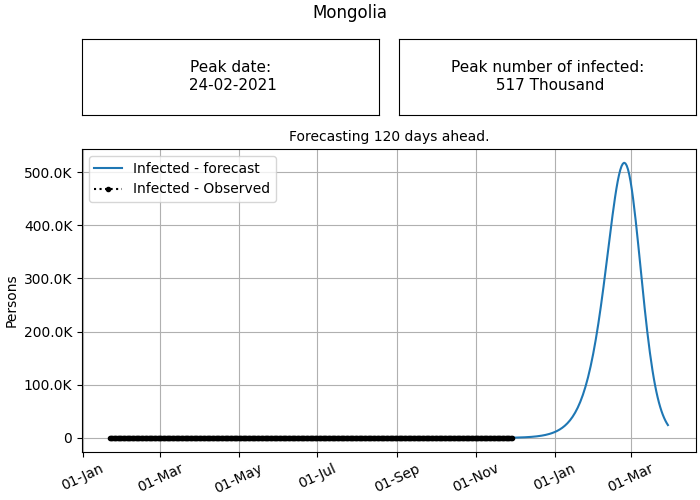 Mongolia
Peak date:
24-02-2021
Peak number of infected:
517 Thousand
Forecasting 120 days ahead.
Infected - forecast
Infected - Observed
500.0K
400.0K
300.0K
200.0K
100.0K
0
Persons
01-Jan
01-Mar
01-May
01-Jul
01-Sep
01-Nov
01-Jan
01-Mar